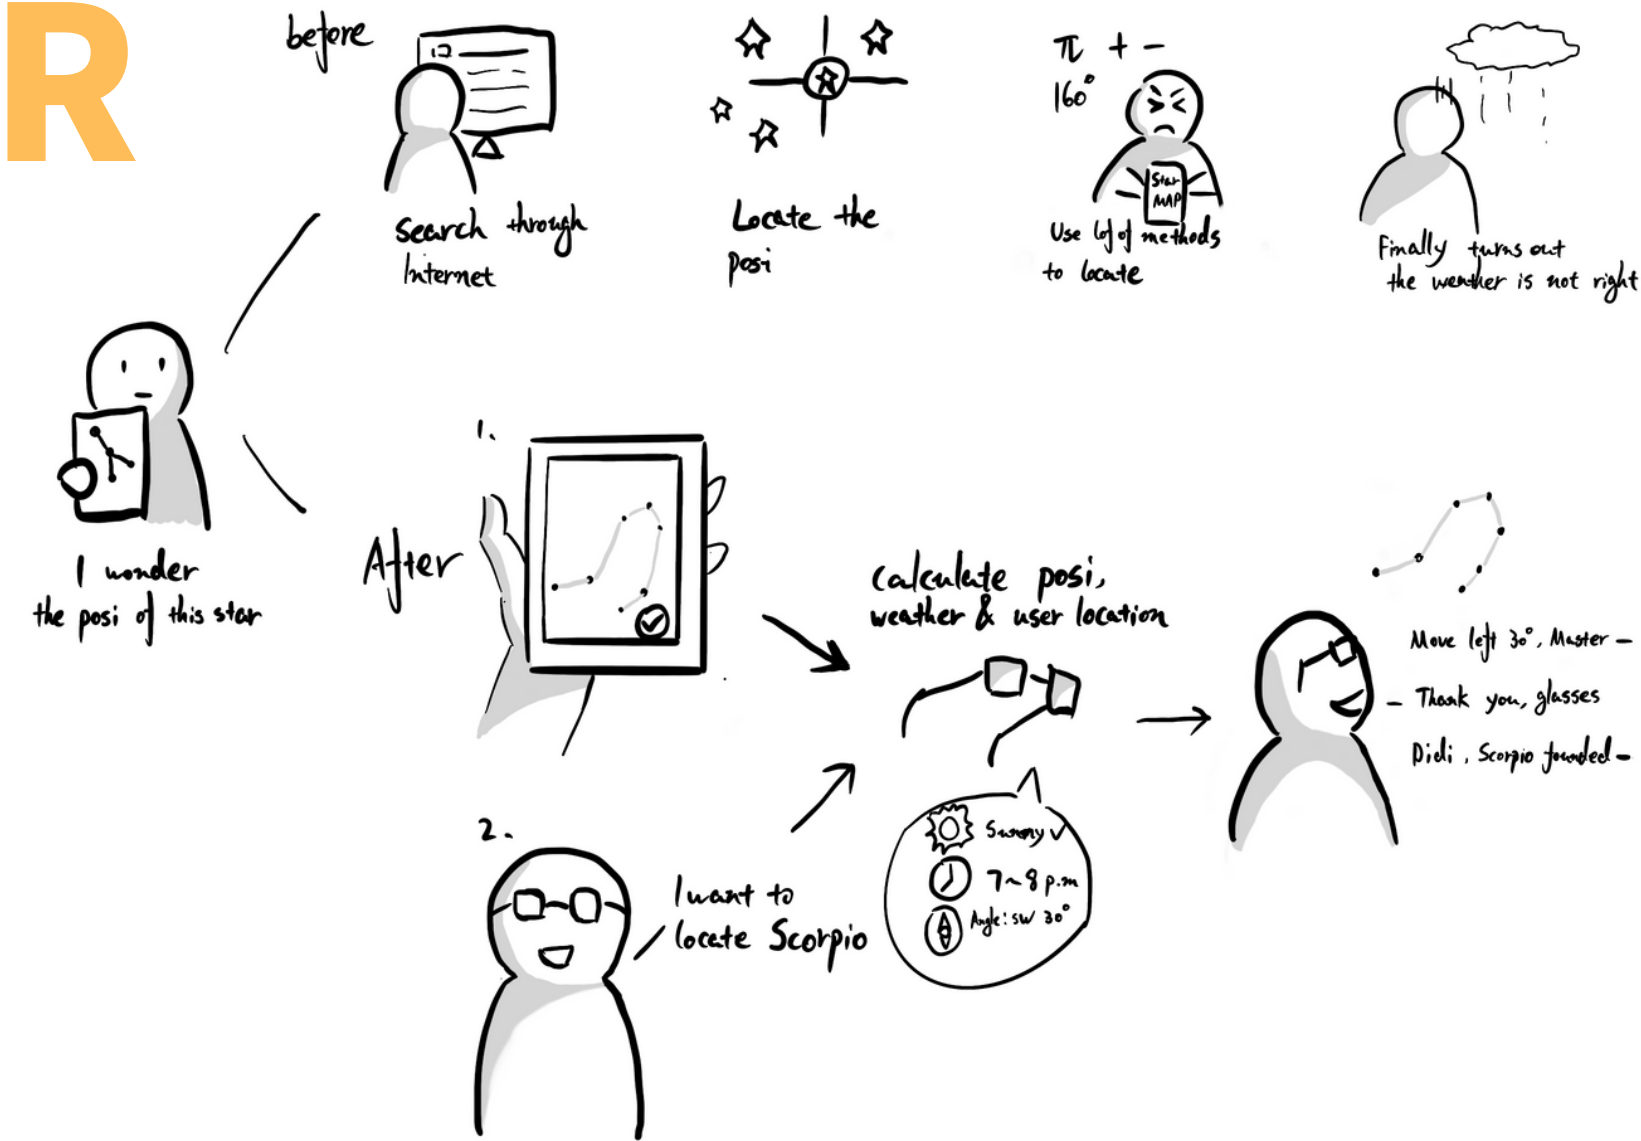 R
before
search through
Internet
Locate the
posi
π + -
160°
Star
MAP
Use lot of methods
to locate
Finally turns out
the weather is not right
I wonder
the posi of this star
After
1.
calculate posi,
weather & user location
Move left 30°, Master -
- Thank you, glasses
Didi, Scorpio founded -
2.
I want to
locate Scorpio
Sunny ✓
7~8 p.m
Angle: SW 30°